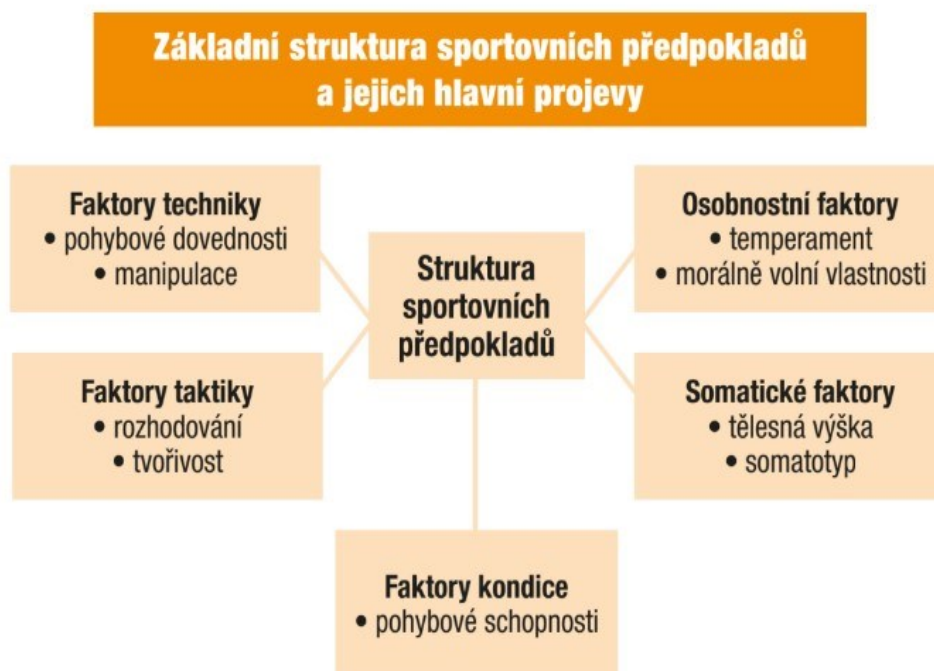 Základní struktura sportovních předpokladů
a jejich hlavní projevy
Faktory techniky
• pohybové dovednosti
• manipulace
Faktory taktiky
• rozhodování
• tvořivost
Struktura
sportovních
předpokladů
Osobnostní faktory
• temperament
• morálně volní vlastnosti
Somatické faktory
• tělesná výška
• somatotyp
Faktory kondice
• pohybové schopnosti